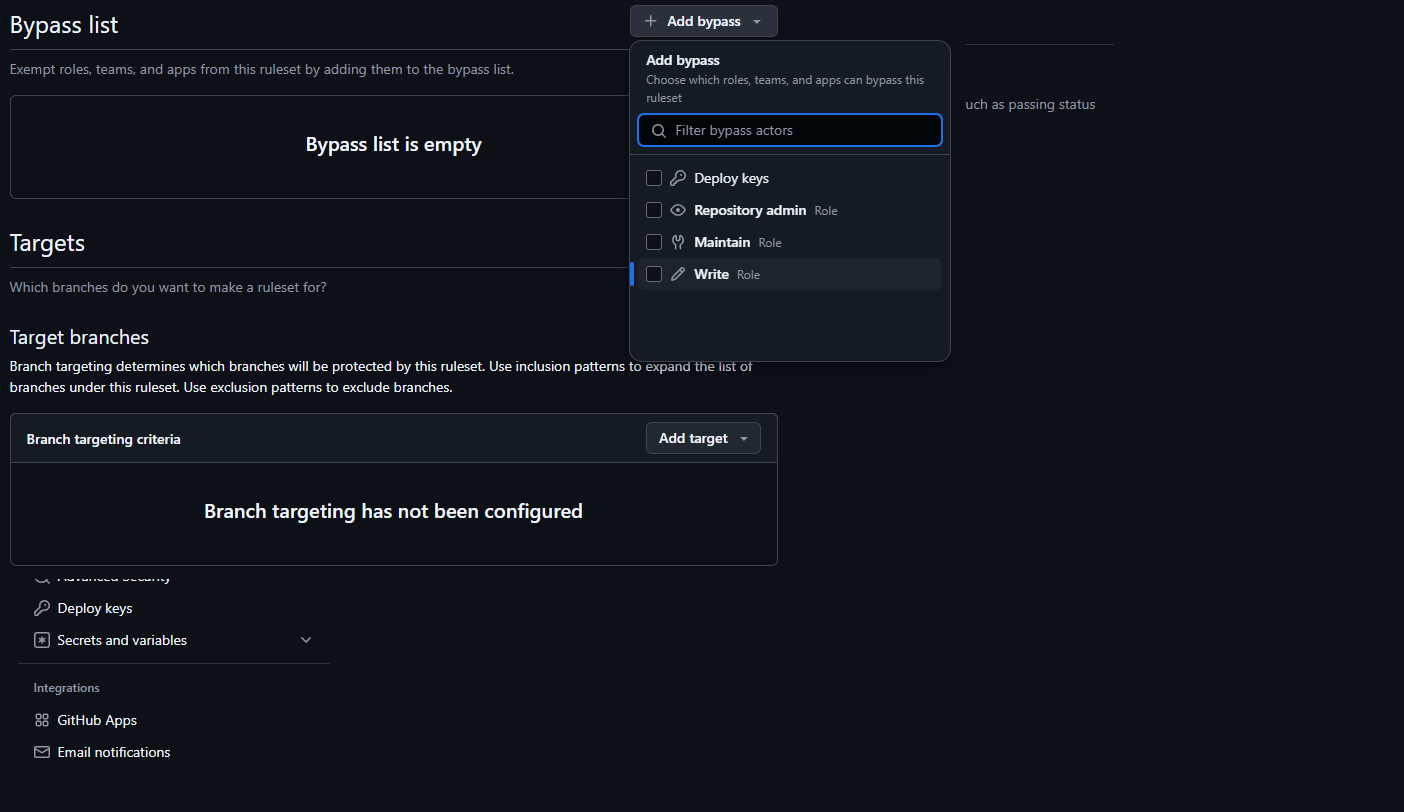 Bypass list
Add bypass
Exempt roles, teams, and apps from this ruleset by adding them to the bypass list.
Bypass list is empty
Add bypass
Choose which roles, teams, and apps can bypass this
ruleset
Filter bypass actors
Deploy keys
Repository admin Role
Maintain Role
Write Role
uch as passing status
Targets
Which branches do you want to make a ruleset for?
Target branches
Branch targeting determines which branches will be protected by this ruleset. Use inclusion patterns to expand the list of
branches under this ruleset. Use exclusion patterns to exclude branches.
Branch targeting criteria
Add target
Branch targeting has not been configured
Advanced Security
Deploy keys
Secrets and variables
Integrations
GitHub Apps
Email notifications